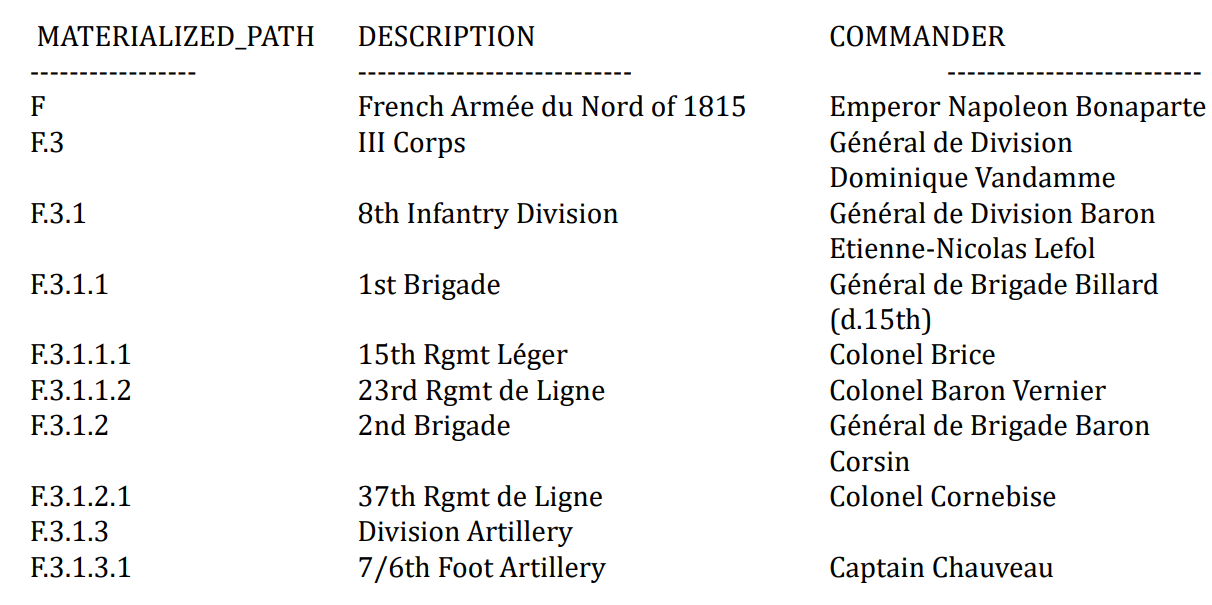 MATERIALIZED_PATH DESCRIPTION COMMANDER
----------------- ---------------------------- --------------------------
F French Armée du Nord of 1815 Emperor Napoleon Bonaparte
F.3 III Corps Général de Division
Dominique Vandamme
F.3.1 8th Infantry Division Général de Division Baron
Etienne-Nicolas Lefol
F.3.1.1 1st Brigade Général de Brigade Billard
(d.15th)
F.3.1.1.1 15th Rgmt Léger Colonel Brice
F.3.1.1.2 23rd Rgmt de Ligne Colonel Baron Vernier
F.3.1.2 2nd Brigade Général de Brigade Baron
Corsin
F.3.1.2.1 37th Rgmt de Ligne Colonel Cornebise
F.3.1.3 Division Artillery
F.3.1.3.1 7/6th Foot Artillery Captain Chauveau